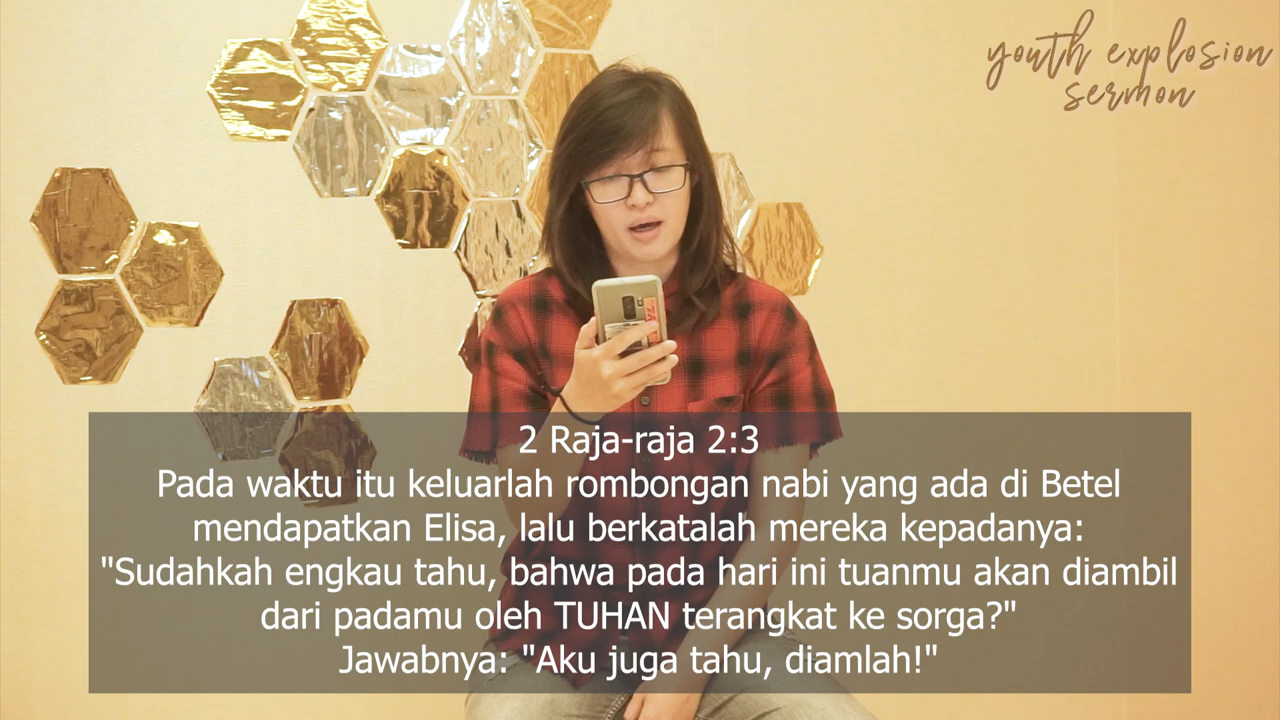 youth explosion
sermon
2 Raja-raja 2:3
Pada waktu itu keluarlah rombongan nabi yang ada di Betel
mendapatkan Elisa, lalu berkatalah mereka kepadanya:
"Sudahkah engkau tahu, bahwa pada hari ini tuanmu akan diambil
dari padamu oleh TUHAN terangkat ke sorga?"
Jawabnya: "Aku juga tahu, diamlah!"